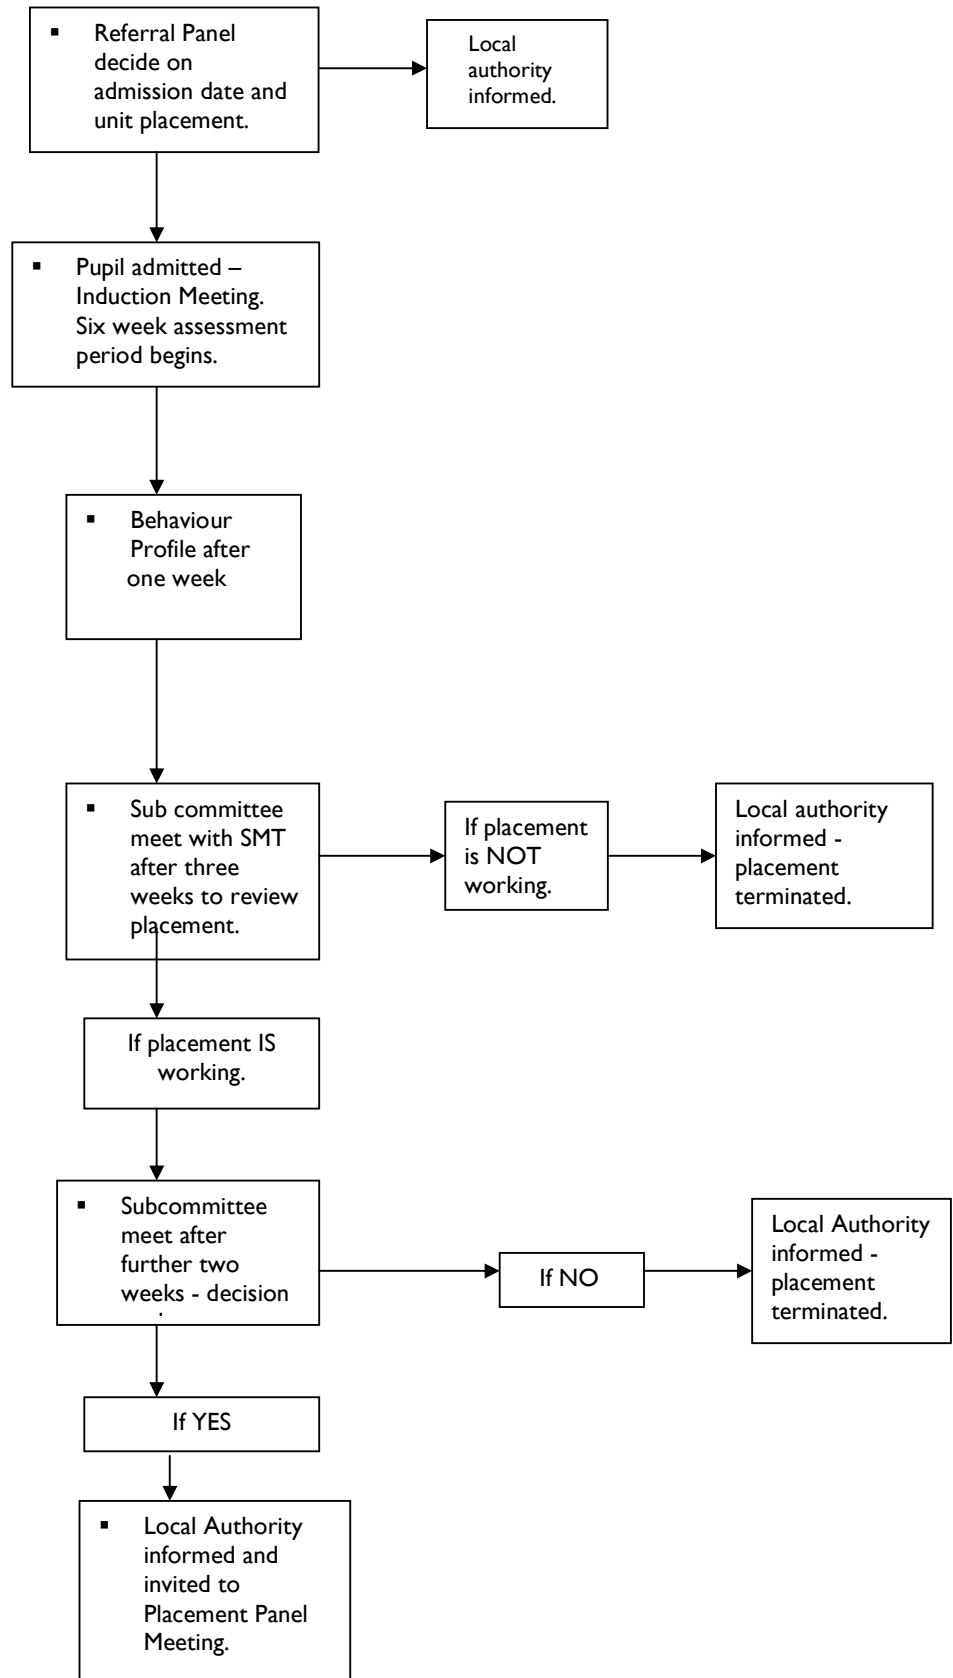 ▪ Referral Panel
decide on
admission date and
unit placement.
Local
authority
informed.
▪ Pupil admitted –
Induction Meeting.
Six week assessment
period begins.
▪ Behaviour
Profile after
one week
▪ Sub committee
meet with SMT
after three
weeks to review
placement.
If placement
is NOT
working.
Local authority
informed -
placement
terminated.
If placement IS
working.
▪ Subcommittee
meet after
further two
weeks - decision
If NO
Local Authority
informed -
placement
terminated.
If YES
▪ Local Authority
informed and
invited to
Placement Panel
Meeting.